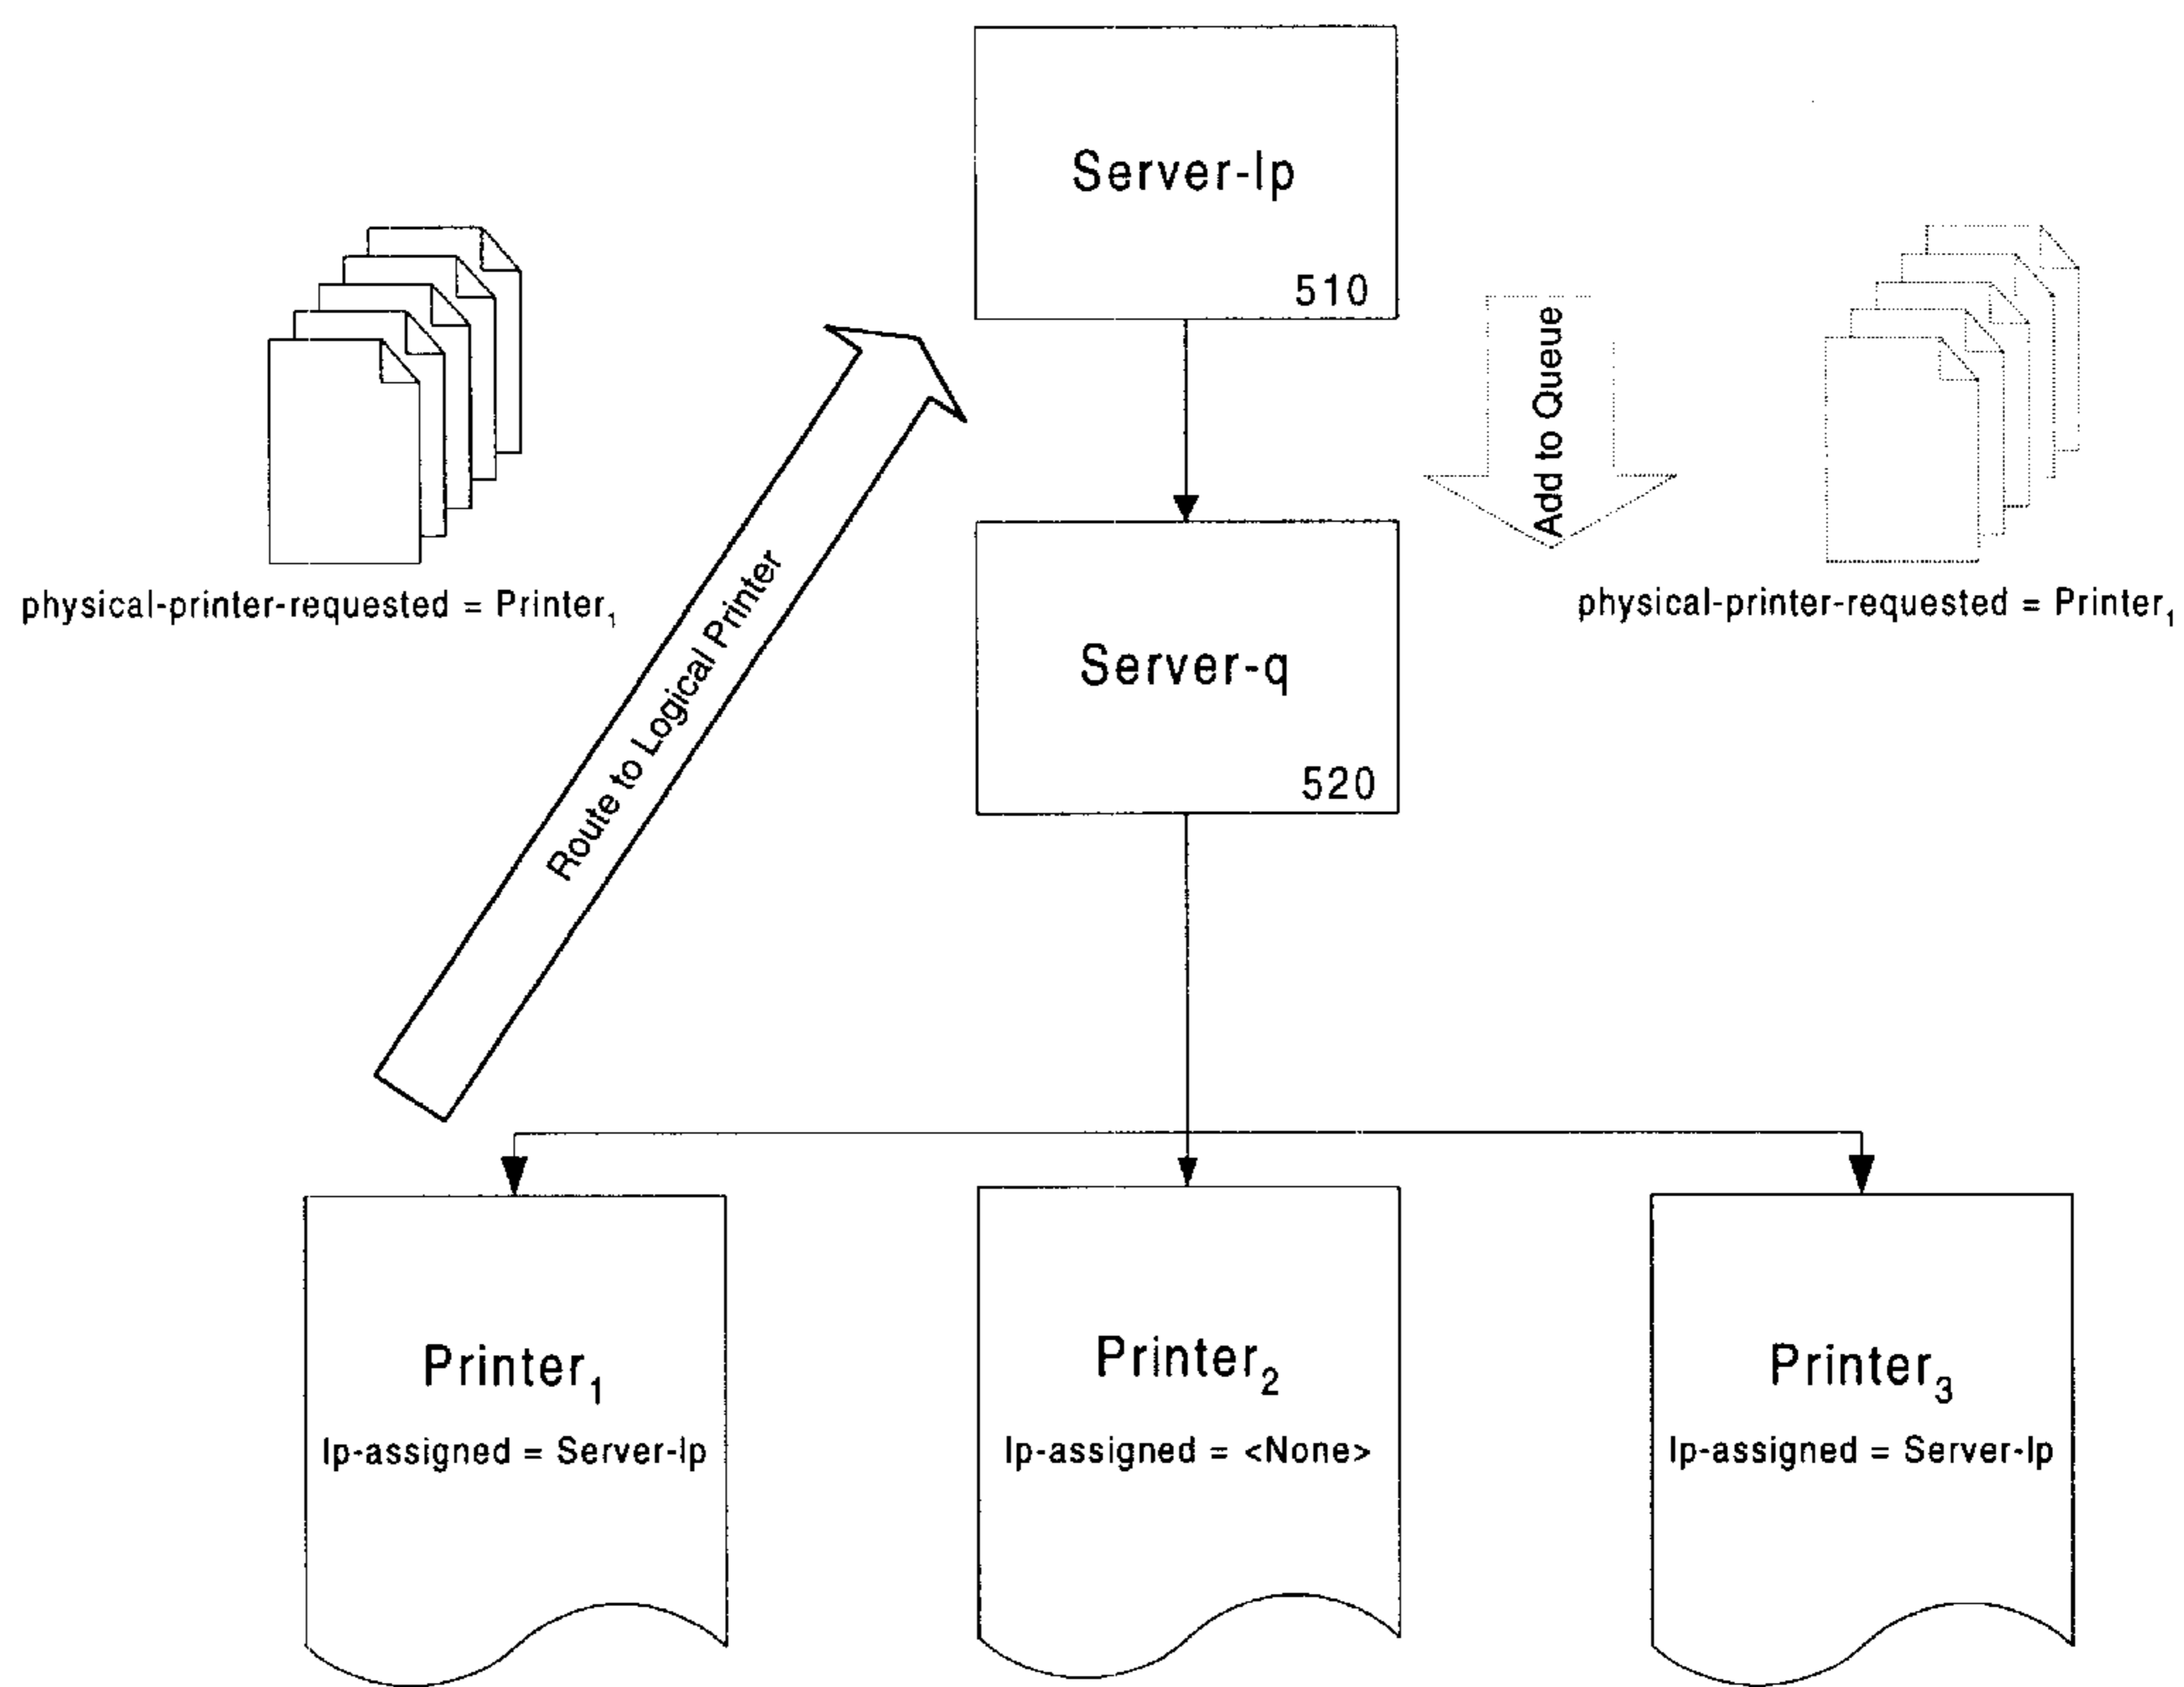 Server-lp
510
Add to Queue
physical-printer-requested = Printer₁
physical-printer-requested = Printer₁
Route to Logical Printer
Server-q
520
Printer₁
lp-assigned = Server-lp
Printer₂
lp-assigned = <None>
Printer₃
lp-assigned = Server-lp